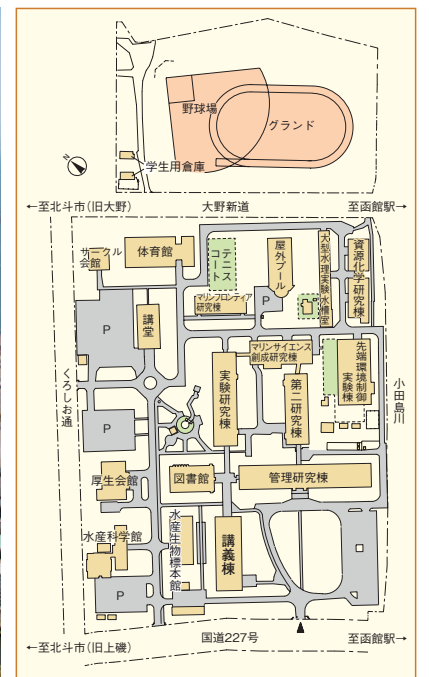 野球場
グランド
N
学生用倉庫
←至北斗市(旧大野)
大野新道
至函館駅→
サークル
会館
体育館
テニス
コート
屋外プール
大型水理実験水槽室
資源化学研究棟
マリンフロンティア
研究棟
P
講堂
P
マリンサイエンス
創成研究棟
実験研究棟
第二研究棟
先端環境制御
実験棟
小田島川
くろしお通
P
厚生会館
図書館
管理研究棟
水産科学館
水産生物標本館
講義棟
P
国道227号
←至北斗市(旧上磯)
至函館駅→